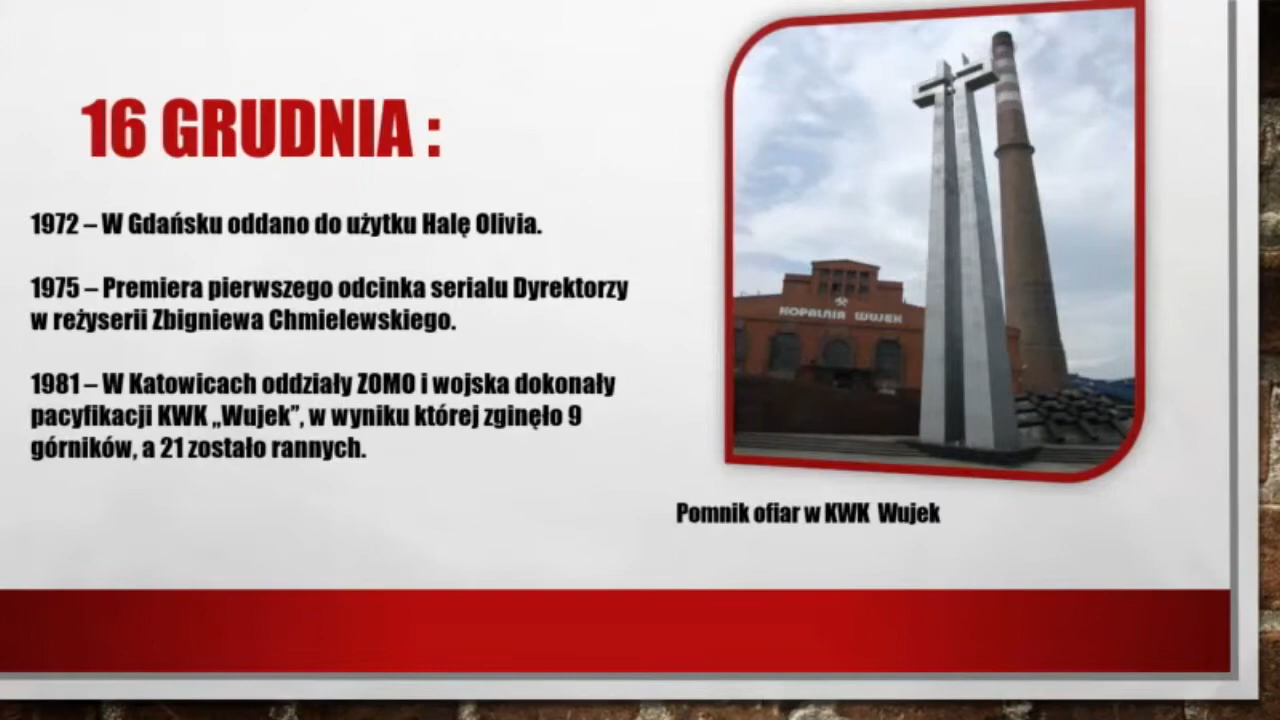 16 GRUDNIA :
1972 – W Gdańsku oddano do użytku Halę Olivia.
1975 – Premiera pierwszego odcinka serialu Dyrektorzy
w reżyserii Zbigniewa Chmielewskiego.
1981 – W Katowicach oddziały ZOMO i wojska dokonały
pacyfikacji KWK „Wujek”, w wyniku której zginęło 9
górników, a 21 zostało rannych.
KOPALNIA WUJEK
Pomnik ofiar w KWK Wujek